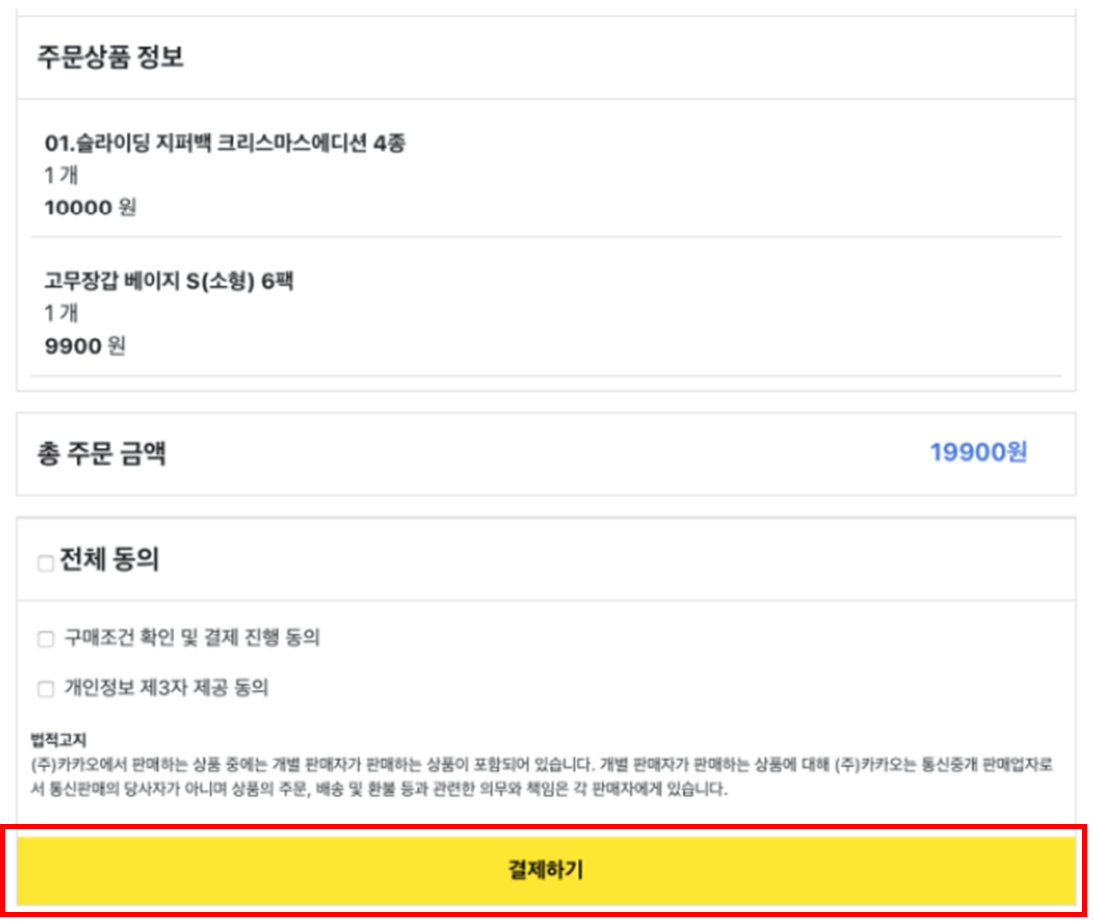 주문상품 정보
01.슬라이딩 지퍼백 크리스마스에디션 4종
1 개
10000 원
고무장갑 베이지 S(소형) 6팩
1 개
9900 원
총 주문 금액
19900원
전체 동의
구매조건 확인 및 결제 진행 동의
개인정보 제3자 제공 동의
법적고지
(주)카카오에서 판매하는 상품 중에는 개별 판매자가 판매하는 상품이 포함되어 있습니다. 개별 판매자가 판매하는 상품에 대해 (주)카카오는 통신중개 판매업자로
서 통신판매의 당사자가 아니며 상품의 주문, 배송 및 환불 등과 관련한 의무와 책임은 각 판매자에게 있습니다.
결제하기